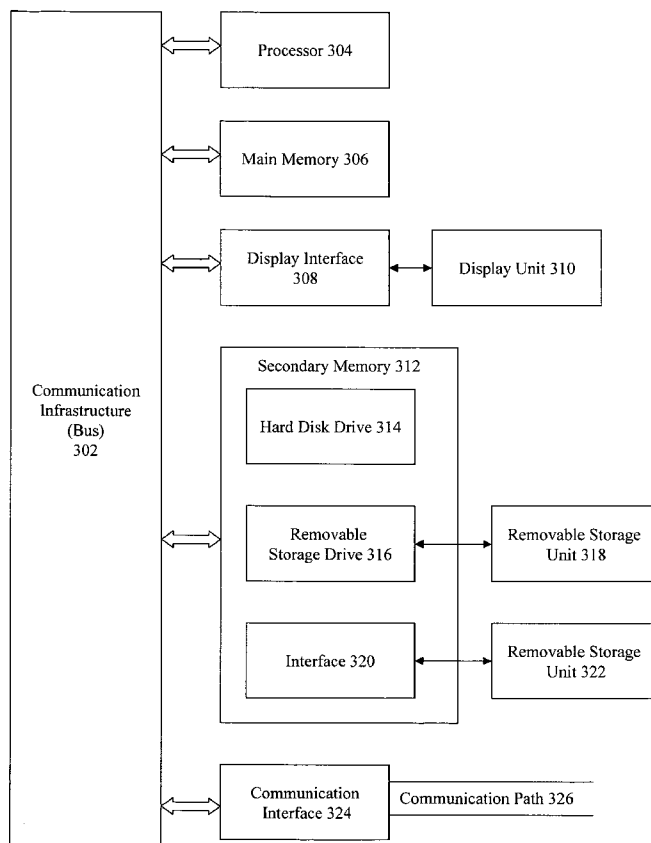 Processor 304
Main Memory 306
Display Interface
308
Display Unit 310
Secondary Memory 312
Communication
Infrastructure
(Bus)
302
Hard Disk Drive 314
Removable
Storage Drive 316
Removable Storage
Unit 318
Interface 320
Removable Storage
Unit 322
Communication
Interface 324
Communication Path 326